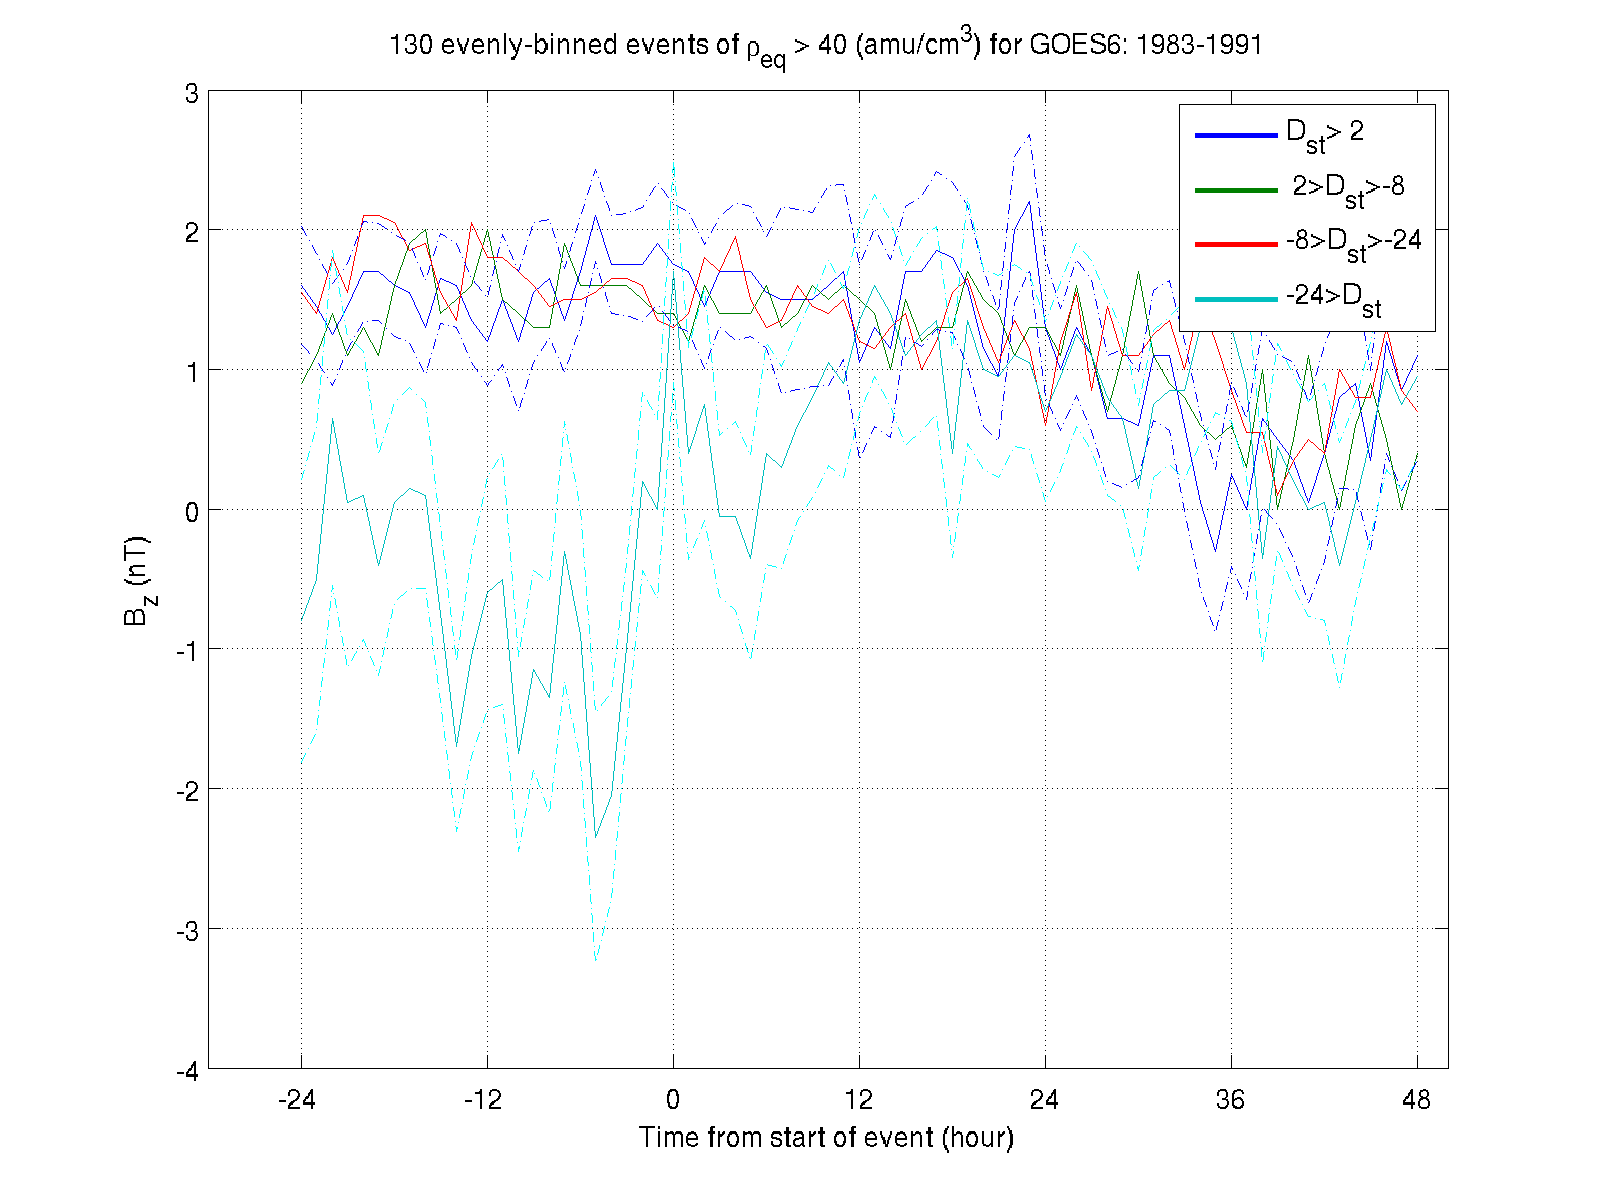 130 evenly-binned events of ρeq > 40 (amu/cm3) for GOES6: 1983-1991
Dst> 2
2>Dst>-8
-8>Dst>-24
-24>Dst
3
2
1
0
-1
-2
-3
-4
Bz (nT)
-24 -12 0 12 24 36 48
Time from start of event (hour)